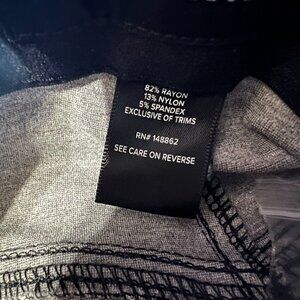 82% RAYON
13% NYLON
5% SPANDEX
EXCLUSIVE OF TRIMS
RN# 148862
SEE CARE ON REVERSE